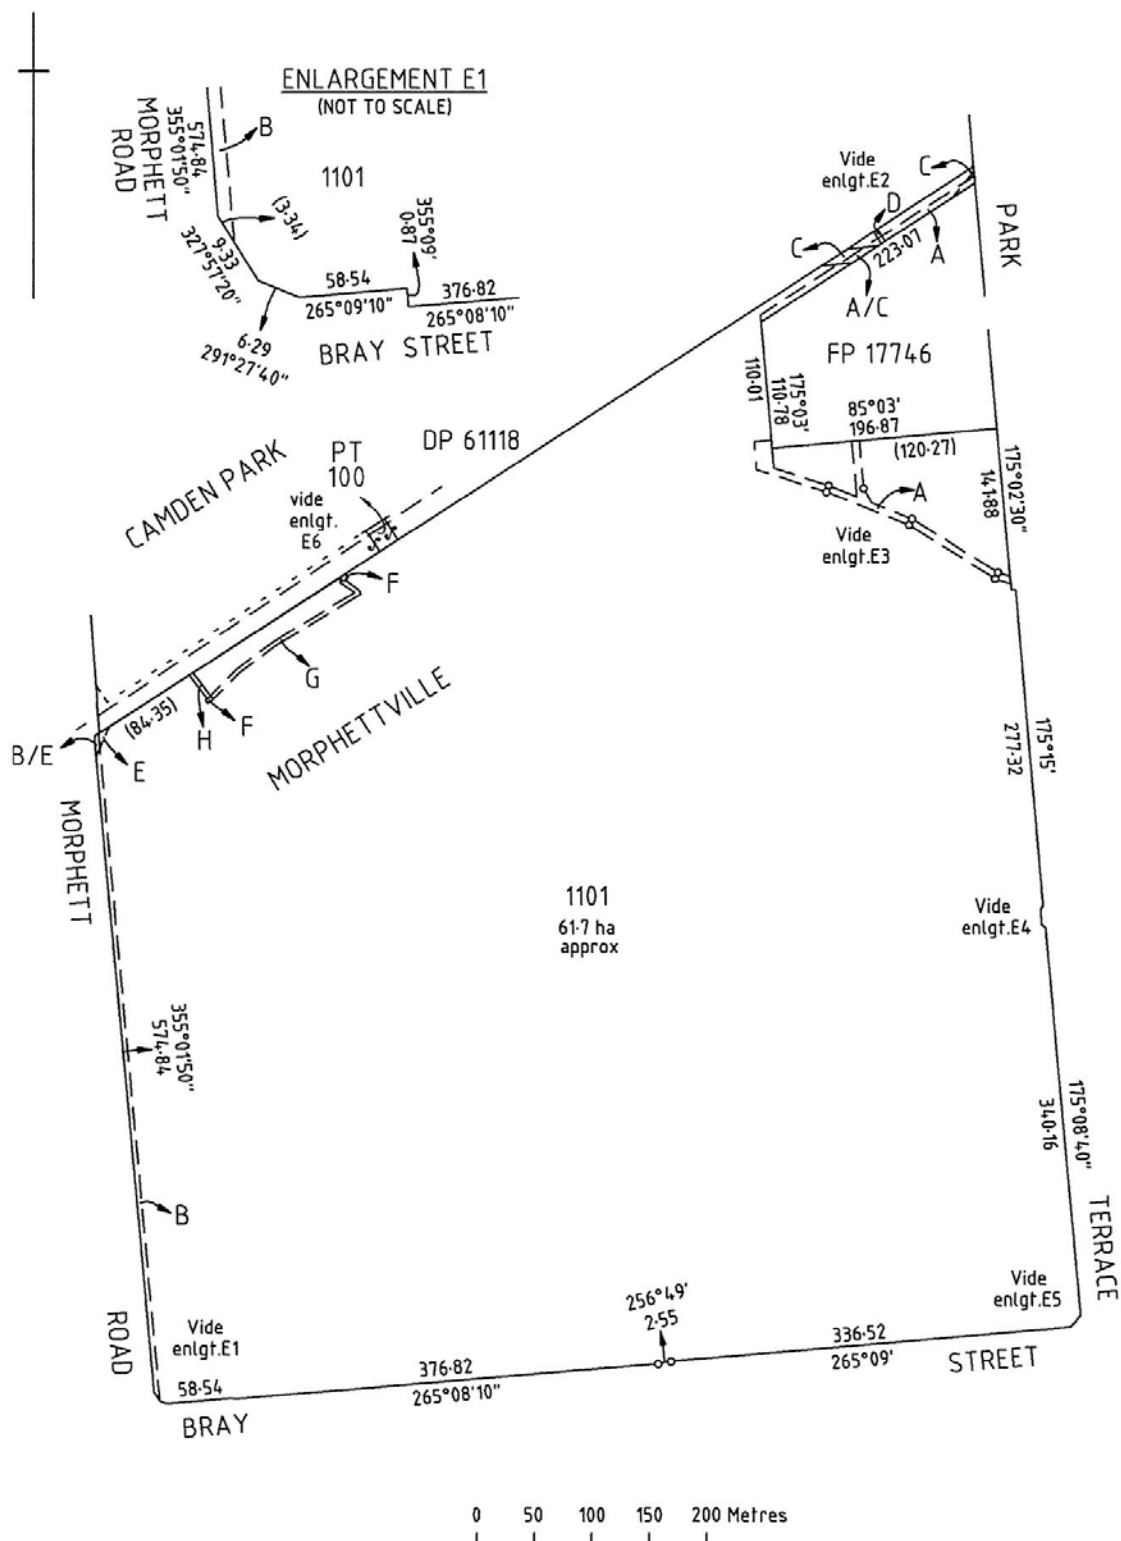 ENLARGEMENT E1
(NOT TO SCALE)
574·84
355°01'50"
MORPHETT
ROAD
B
1101
(3·34)
9·33
327°57'20"
355°09'
0·87
58·54
265°09'10"
376·82
265°08'10"
6·29
291°27'40"
BRAY STREET
Vide
enlgt.E2
C
D
C
223·07
A
A/C
PARK
FP 17746
110·01
175°03'
110·78
85°03'
196·87
(120·27)
175°02'30"
141·88
A
Vide
enlgt.E3
CAMDEN PARK
PT
100
DP 61118
vide
enlgt.
E6
F
G
F
H
(84·35)
MORPHETTVILLE
B/E
E
MORPHETT
175°15'
277·32
1101
61·7 ha
approx
Vide
enlgt.E4
355°01'50"
574·84
B
175°08'40"
340·16
TERRACE
Vide
enlgt.E5
ROAD
Vide
enlgt.E1
256°49'
2·55
58·54
376·82
265°08'10"
336·52
265°09'
STREET
BRAY
0 50 100 150 200 Metres